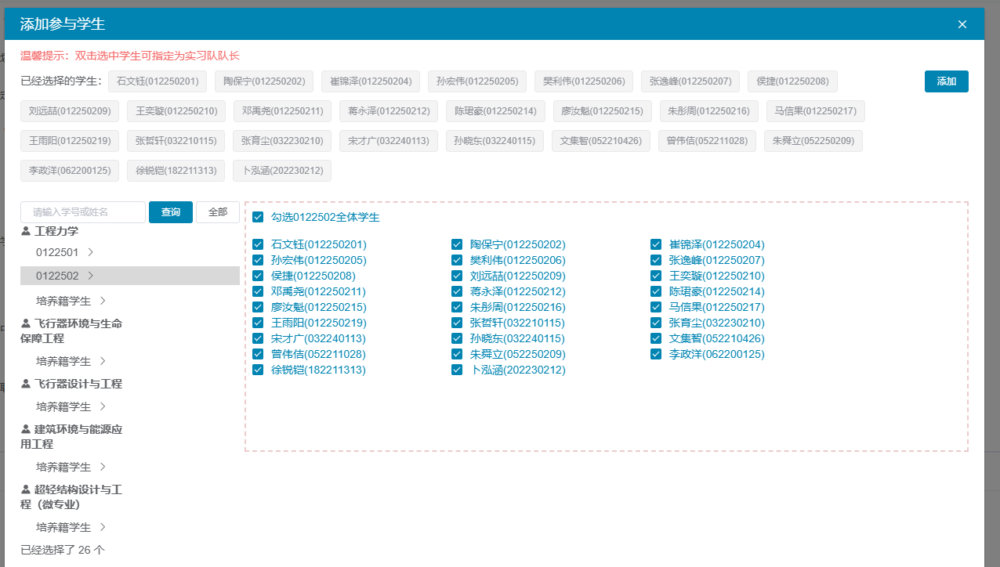 添加参与学生
温馨提示：双击选中学生可指定为实习队队长
已经选择的学生： 石文钰(012250201) 陶保宁(012250202) 崔锦泽(012250204) 孙宏伟(012250205) 樊利伟(012250206) 张逸峰(012250207) 侯捷(012250208) 添加
刘远喆(012250209) 王奕璇(012250210) 邓禹尧(012250211) 蒋永泽(012250212) 陈珺豪(012250214) 廖汝魁(012250215) 朱彤周(012250216) 马信果(012250217)
王雨阳(012250219) 张哲轩(032210115) 张育尘(032230210) 宋才广(032240113) 孙晓东(032240115) 文集智(052210426) 曾伟佶(052211028) 朱舜立(052250209)
李政洋(062200125) 徐锐铠(182211313) 卜泓涵(202230212)
请输入学号或姓名 查询 全部
工程力学
0122501
0122502
培养籍学生
飞行器环境与生命
保障工程
培养籍学生
飞行器设计与工程
培养籍学生
建筑环境与能源应
用工程
培养籍学生
超轻结构设计与工
程（微专业）
培养籍学生
已经选择了 26 个
勾选0122502全体学生
石文钰(012250201) 陶保宁(012250202) 崔锦泽(012250204)
孙宏伟(012250205) 樊利伟(012250206) 张逸峰(012250207)
侯捷(012250208) 刘远喆(012250209) 王奕璇(012250210)
邓禹尧(012250211) 蒋永泽(012250212) 陈珺豪(012250214)
廖汝魁(012250215) 朱彤周(012250216) 马信果(012250217)
王雨阳(012250219) 张哲轩(032210115) 张育尘(032230210)
宋才广(032240113) 孙晓东(032240115) 文集智(052210426)
曾伟佶(052211028) 朱舜立(052250209) 李政洋(062200125)
徐锐铠(182211313) 卜泓涵(202230212)